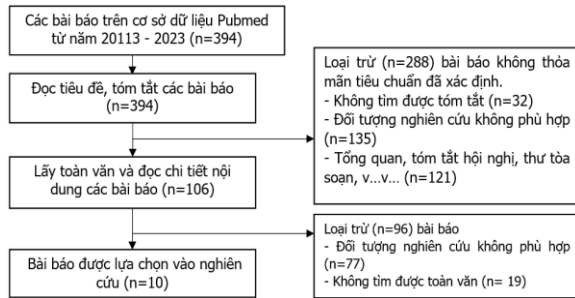 Các bài báo trên cơ sở dữ liệu Pubmed
từ năm 20113 - 2023 (n=394)
Đọc tiêu đề, tóm tắt các bài báo
(n=394)
Loại trừ (n=288) bài báo không thỏa
mãn tiêu chuẩn đã xác định.
- Không tìm được tóm tắt (n=32)
- Đối tượng nghiên cứu không phù hợp
(n=135)
- Tổng quan, tóm tắt hội nghị, thư tòa
soạn, v...v... (n=121)
Lấy toàn văn và đọc chi tiết nội
dung các bài báo (n=106)
Loại trừ (n=96) bài báo
- Đối tượng nghiên cứu không phù hợp
(n=77)
- Không tìm được toàn văn (n= 19)
Bài báo được lựa chọn vào nghiên
cứu (n=10)